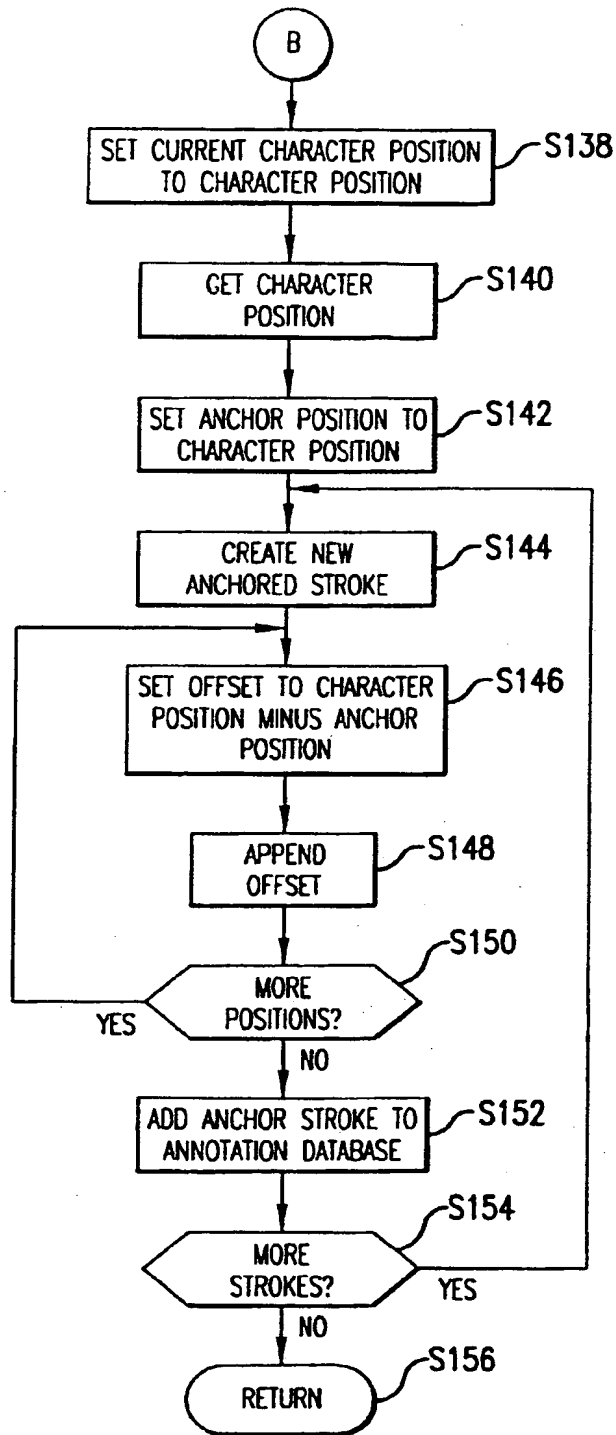 B
SET CURRENT CHARACTER POSITION
TO CHARACTER POSITION
S138
GET CHARACTER
POSITION
S140
SET ANCHOR POSITION TO
CHARACTER POSITION
S142
CREATE NEW
ANCHORED STROKE
S144
SET OFFSET TO CHARACTER
POSITION MINUS ANCHOR
POSITION
S146
APPEND
OFFSET
S148
MORE
POSITIONS?
S150
YES
NO
ADD ANCHOR STROKE TO
ANNOTATION DATABASE
S152
MORE
STROKES?
S154
YES
NO
RETURN
S156